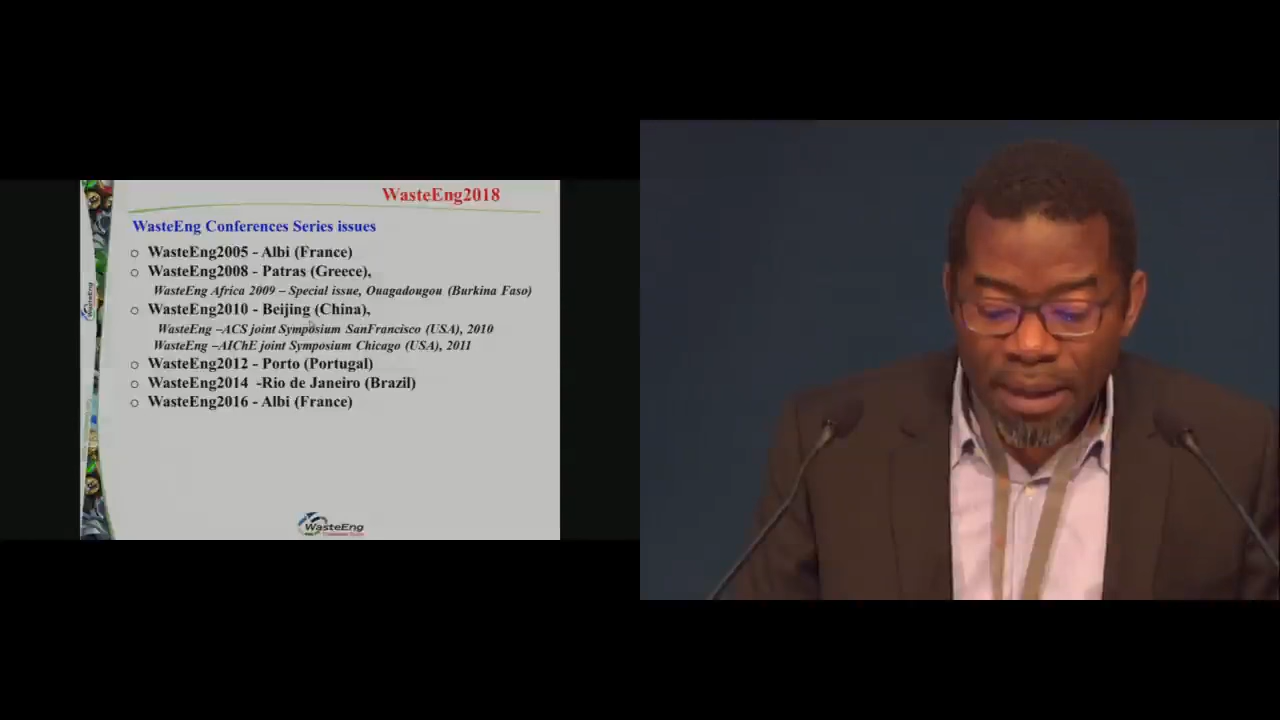 WasteEng2018
WasteEng Conferences Series issues
WasteEng2005 - Albi (France)
WasteEng2008 - Patras (Greece),
WasteEng Africa 2009 – Special issue, Ouagadougou (Burkina Faso)
WasteEng2010 - Beijing (China),
WasteEng –ACS joint Symposium SanFrancisco (USA), 2010
WasteEng –AIChE joint Symposium Chicago (USA), 2011
WasteEng2012 - Porto (Portugal)
WasteEng2014 -Rio de Janeiro (Brazil)
WasteEng2016 - Albi (France)
WasteEng
WasteEng